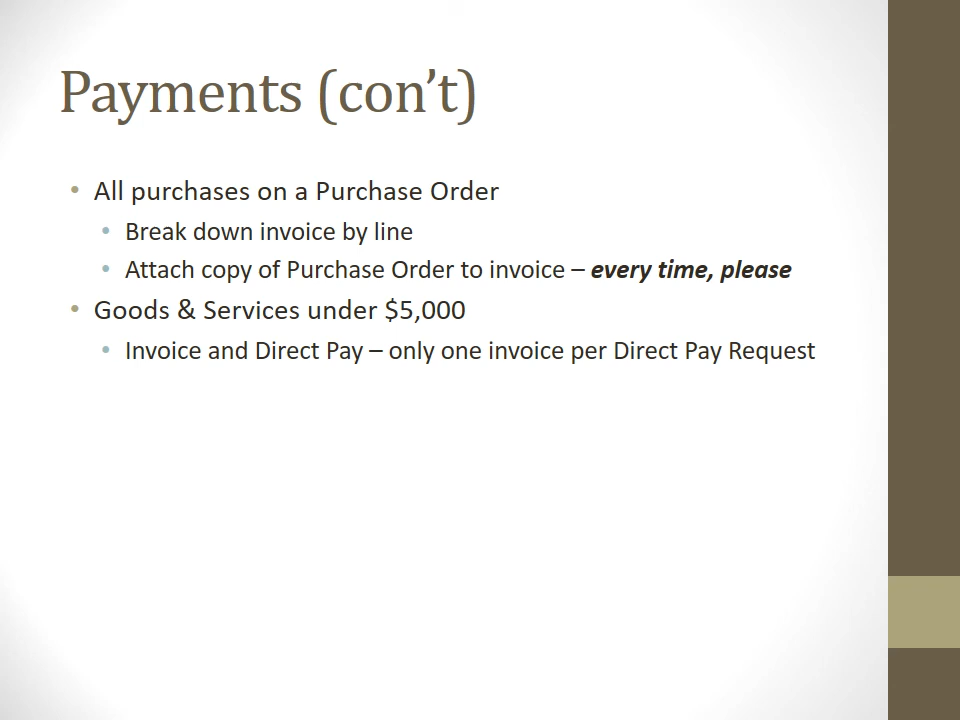 Payments (con’t)
• All purchases on a Purchase Order
• Break down invoice by line
• Attach copy of Purchase Order to invoice – every time, please
• Goods & Services under $5,000
• Invoice and Direct Pay – only one invoice per Direct Pay Request